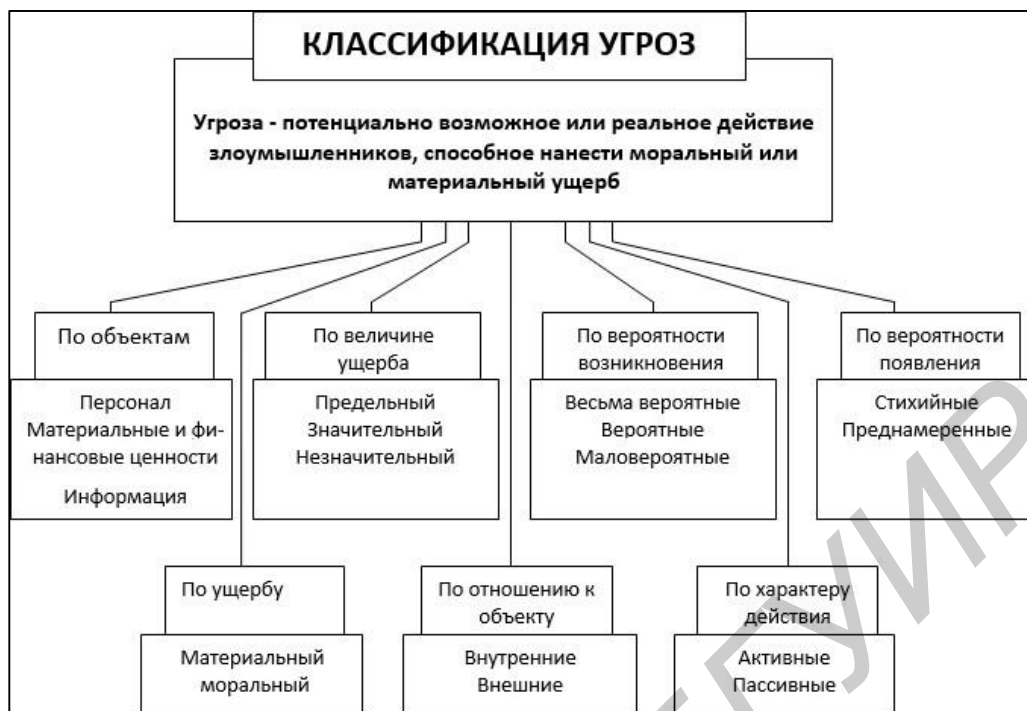 КЛАССИФИКАЦИЯ УГРОЗ
Угроза - потенциально возможное или реальное действие
злоумышленников, способное нанести моральный или
материальный ущерб
По объектам
Персонал
Материальные и фи-
нансовые ценности
Информация
По величине
ущерба
Предельный
Значительный
Незначительный
По вероятности
возникновения
Весьма вероятные
Вероятные
Маловероятные
По вероятности
появления
Стихийные
Преднамеренные
По ущербу
Материальный
моральный
По отношению к
объекту
Внутренние
Внешние
По характеру
действия
Активные
Пассивные
ГУИР